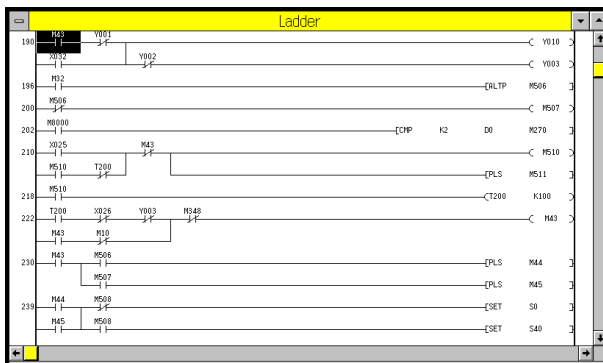 Ladder
M43 Y001
190 Y010
X032 Y002
Y003
M32
196 ALTP M506
M506
200 M507
M8000
202 CMP K2 D0 M270
X025 M43
210 M510
M510 T200
PLS M511
M510
218 T200 K100
T200 X026 Y003 M348
222 M43
M43 M10
M43 M506
230 PLS M44
M507
PLS M45
M44 M508
239 SET S0
M45 M508
SET S40